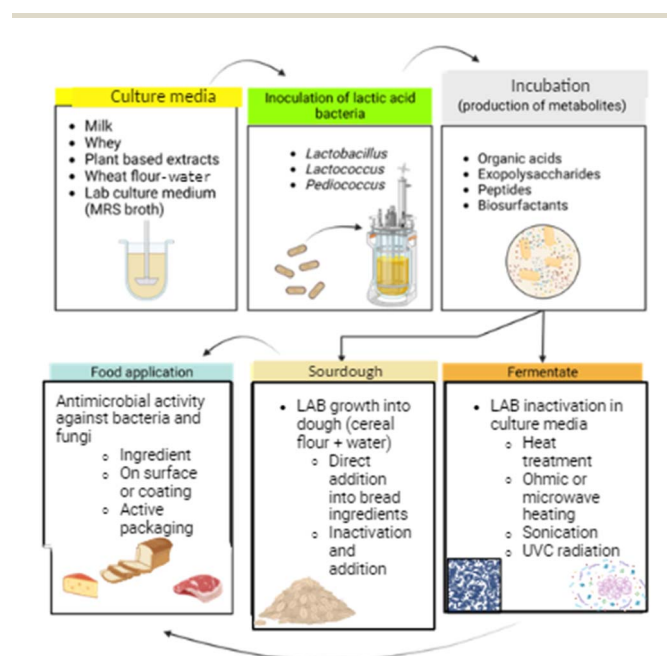 Culture media
• Milk
• Whey
• Plant based extracts
• Wheat flour-water
• Lab culture medium
(MRS broth)
Inoculation of lactic acid
bacteria
• Lactobacillus
• Lactococcus
• Pediococcus
Incubation
(production of metabolites)
• Organic acids
• Exopolysaccharides
• Peptides
• Biosurfactants
Food application
Antimicrobial activity
against bacteria and
fungi
o Ingredient
o On surface
or coating
o Active
packaging
Sourdough
• LAB growth into
dough (cereal
flour + water)
o Direct
addition
into bread
ingredients
o Inactivation
and
addition
Fermentate
• LAB inactivation in
culture media
o Heat
treatment
o Ohmic or
microwave
heating
o Sonication
o UVC radiation